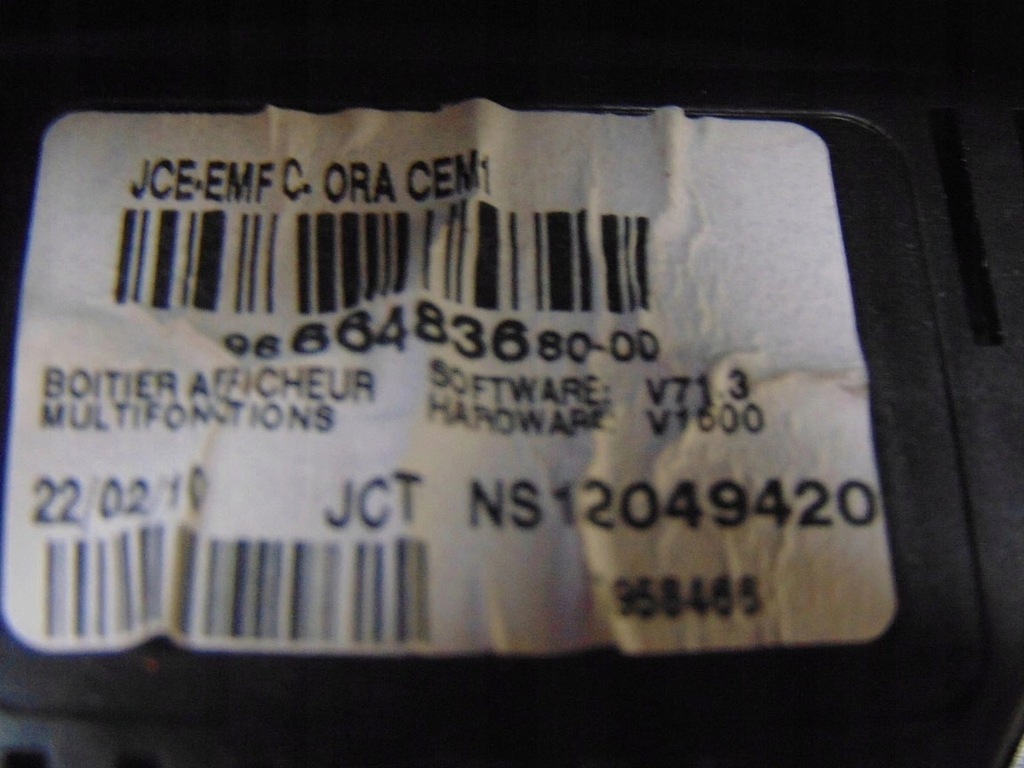 JCE-EMF C- ORA CEM1
9666483680-00
BOITIER AFFICHEUR SOFTWARE: V71.3
MULTIFONCTIONS HARDWARE: V1600
22/02/10 JCT NS12049420